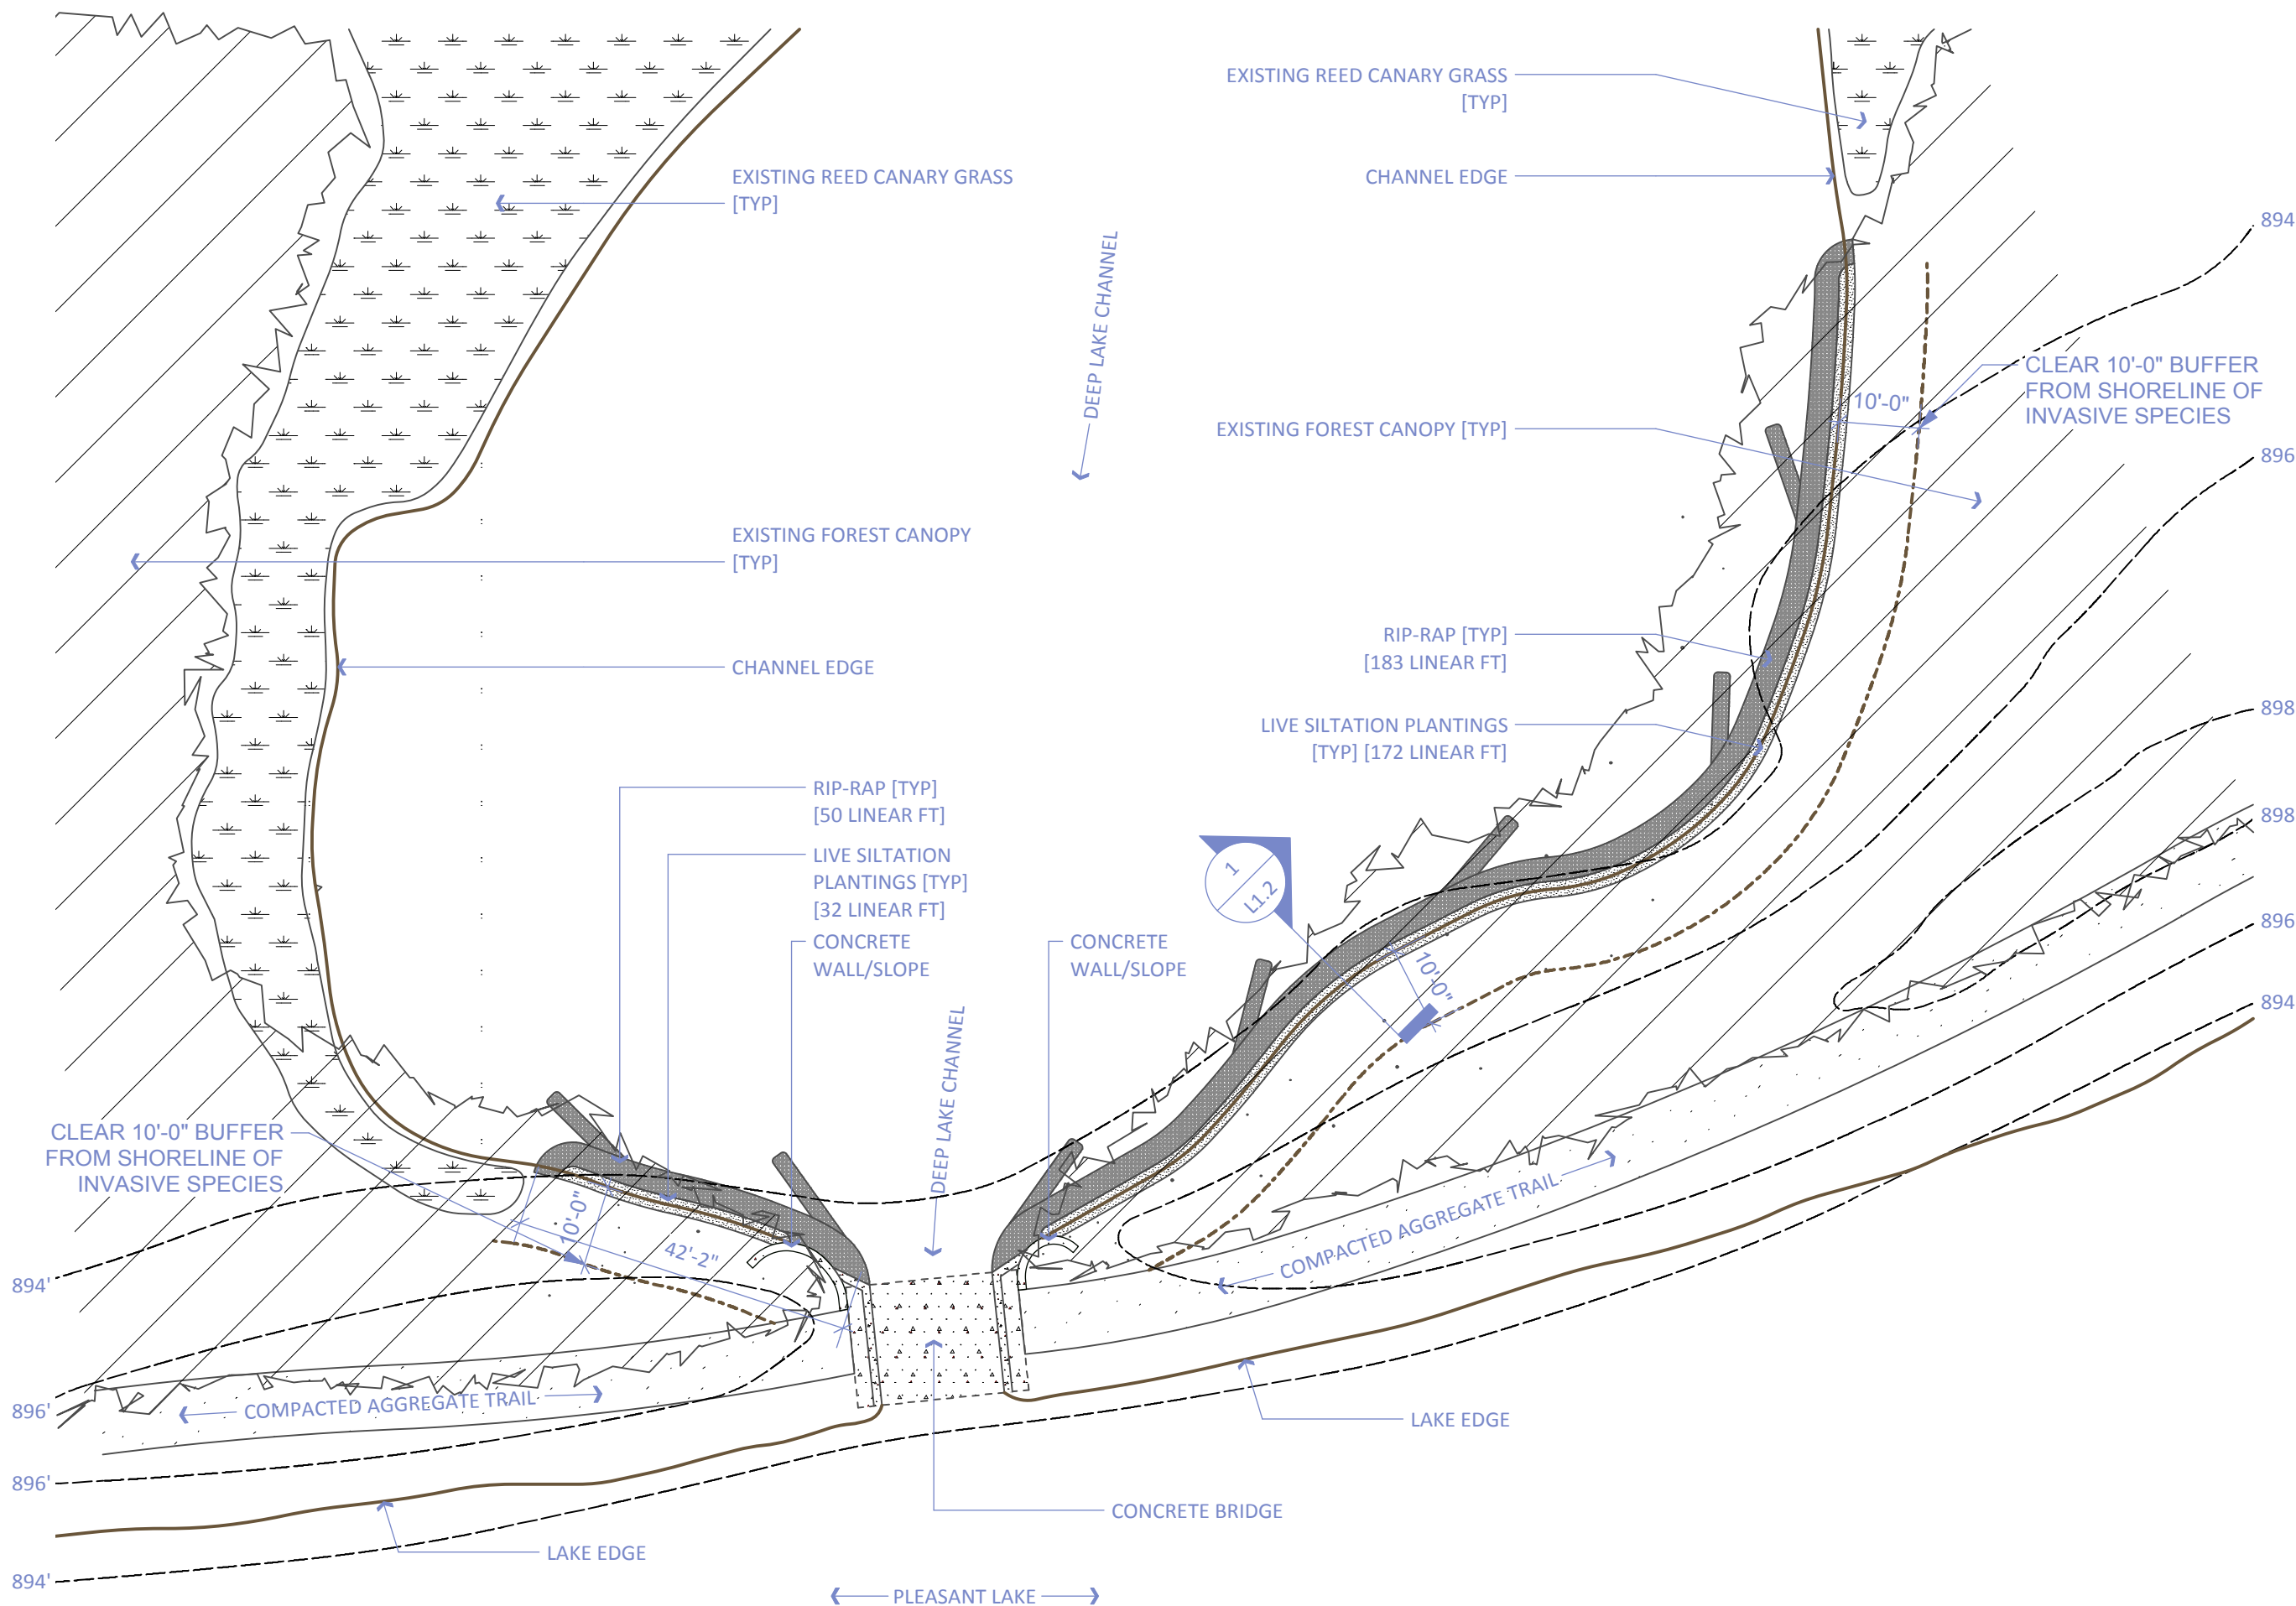 EXISTING REED CANARY GRASS
[TYP]
CHANNEL EDGE
EXISTING REED CANARY GRASS
[TYP]
894'
DEEP LAKE CHANNEL
CLEAR 10'-0" BUFFER
FROM SHORELINE OF
INVASIVE SPECIES
10'-0"
EXISTING FOREST CANOPY [TYP]
896'
EXISTING FOREST CANOPY
[TYP]
RIP-RAP [TYP]
[183 LINEAR FT]
CHANNEL EDGE
898'
LIVE SILTATION PLANTINGS
[TYP] [172 LINEAR FT]
RIP-RAP [TYP]
[50 LINEAR FT]
898'
LIVE SILTATION
PLANTINGS [TYP]
[32 LINEAR FT]
1
L1.2
896'
CONCRETE
WALL/SLOPE
CONCRETE
WALL/SLOPE
10'-0"
894'
DEEP LAKE CHANNEL
CLEAR 10'-0" BUFFER
FROM SHORELINE OF
INVASIVE SPECIES
10'-0"
42'-2"
COMPACTED AGGREGATE TRAIL
894'
COMPACTED AGGREGATE TRAIL
896'
LAKE EDGE
896'
CONCRETE BRIDGE
LAKE EDGE
894'
PLEASANT LAKE